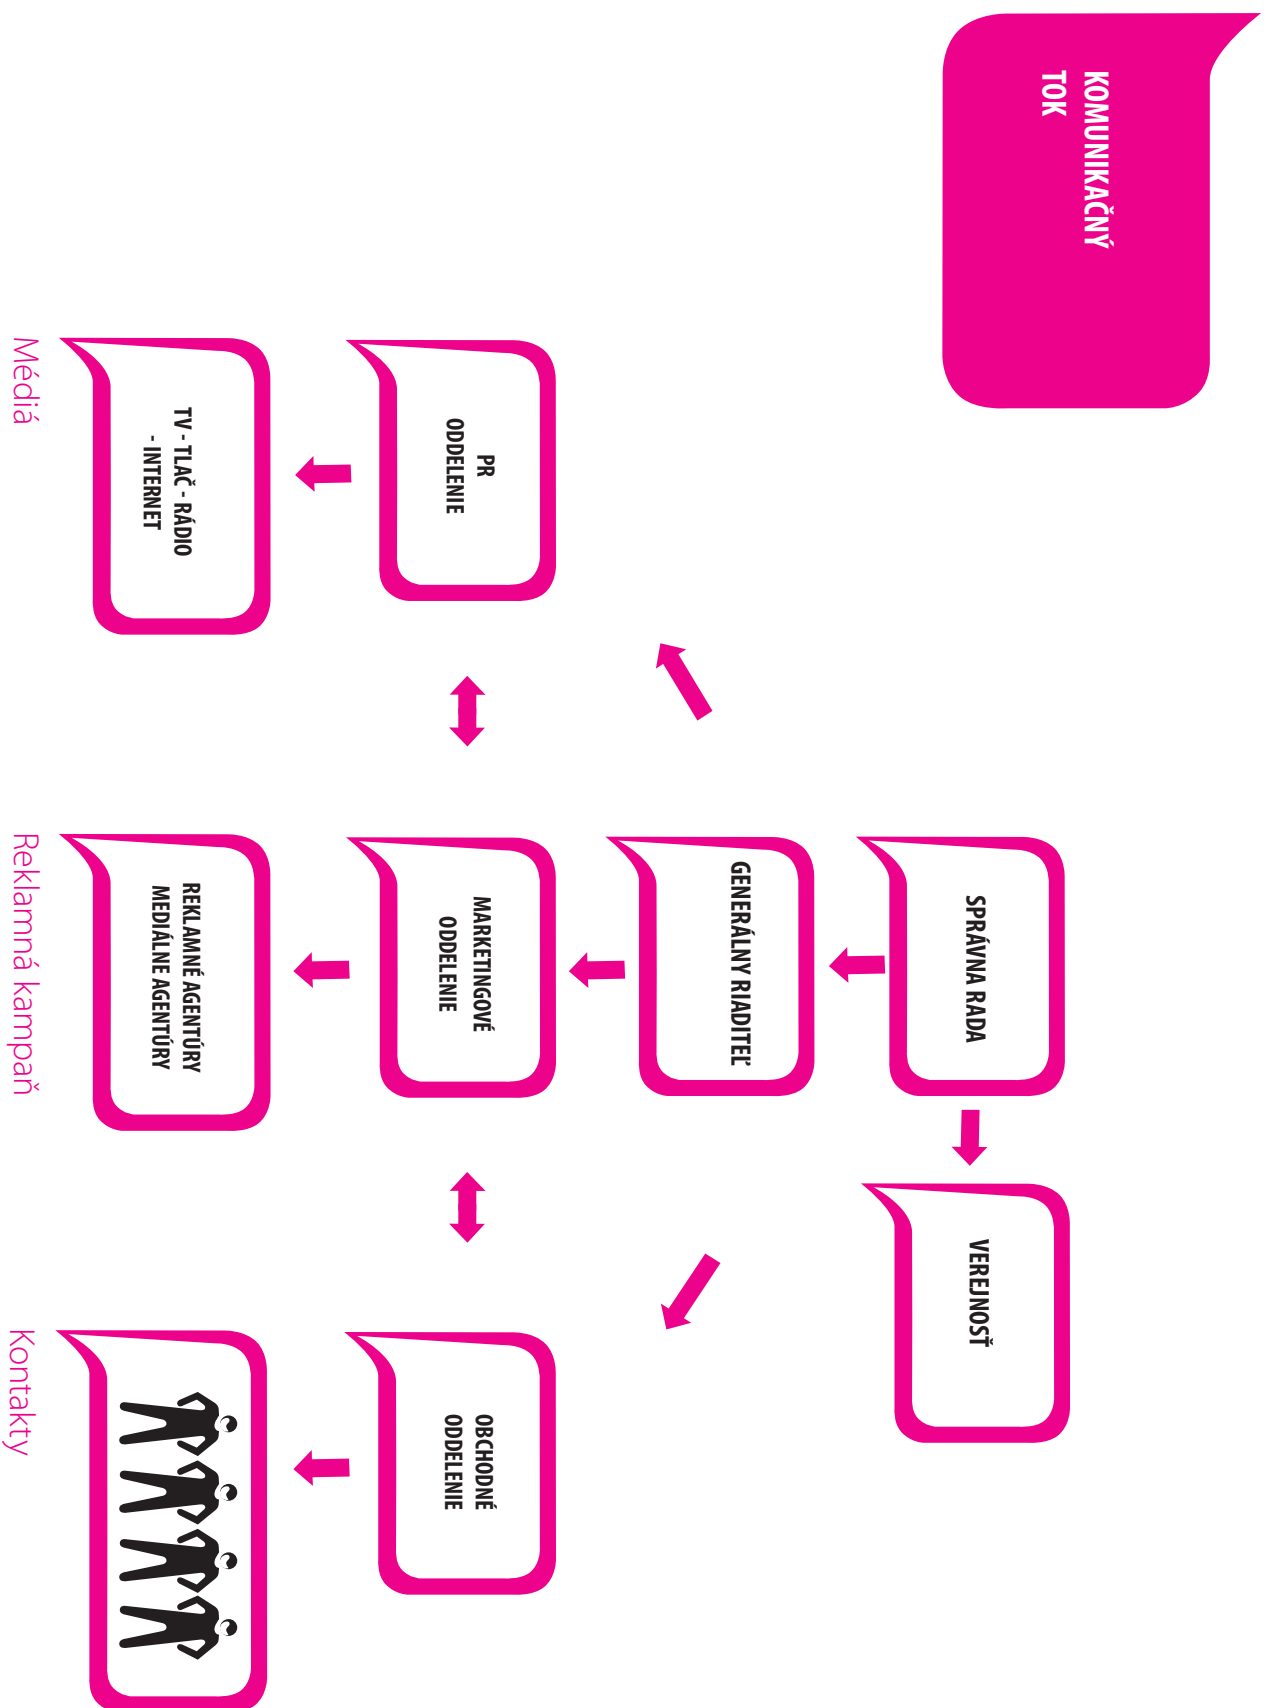 KOMUNIKAČNÝ
TOK
SPRÁVNA RADA
VEREJNOSŤ
GENERÁLNY RIADITEĽ
PR
ODDELENIE
MARKETINGOVÉ
ODDELENIE
OBCHODNÉ
ODDELENIE
TV - TLAČ - RÁDIO
- INTERNET
REKLAMNÉ AGENTÚRY
MEDIÁLNE AGENTÚRY
Médiá
Reklamná kampaň
Kontakty